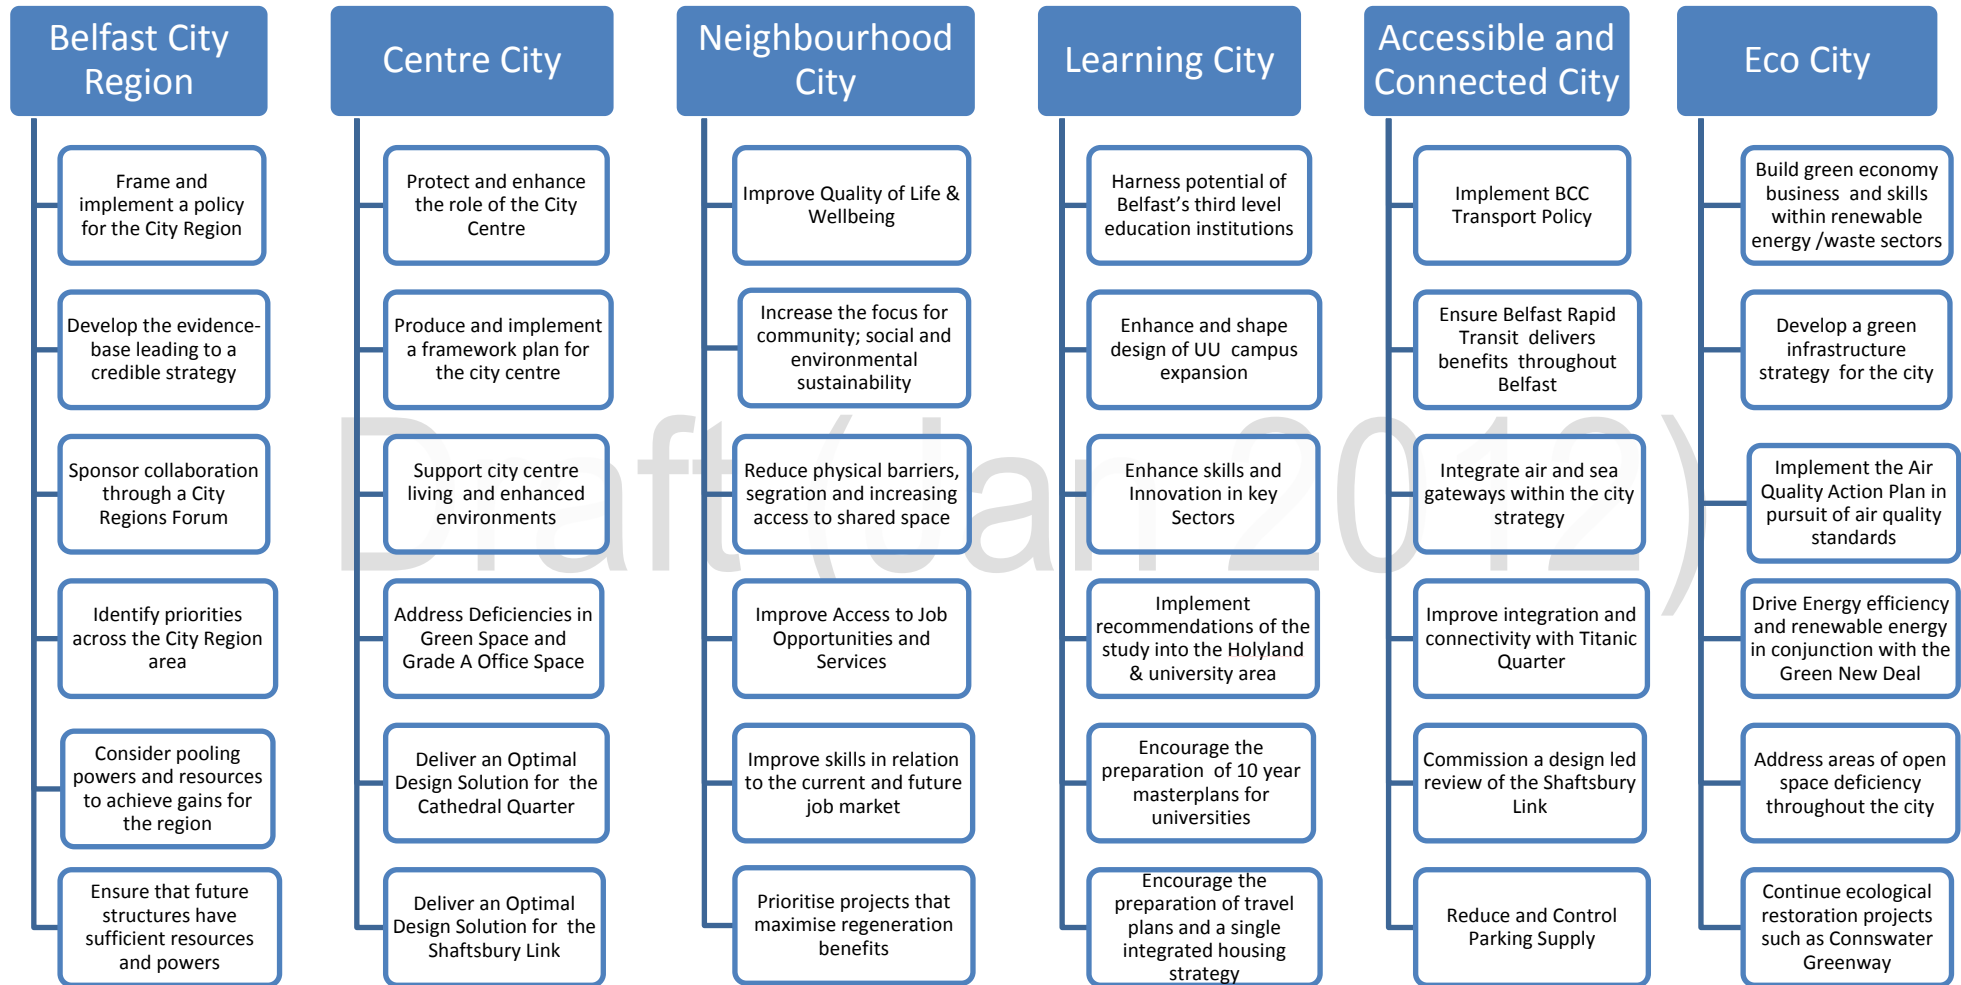 Belfast City
Region
Frame and
implement a policy
for the City Region
Develop the evidence-
base leading to a
credible strategy
Sponsor collaboration
through a City
Regions Forum
Identify priorities
across the City Region
area
Consider pooling
powers and resources
to achieve gains for
the region
Ensure that future
structures have
sufficient resources
and powers
Centre City
Protect and enhance
the role of the City
Centre
Produce and implement
a framework plan for
the city centre
Support city centre
living and enhanced
environments
Address Deficiencies in
Green Space and
Grade A Office Space
Deliver an Optimal
Design Solution for the
Cathedral Quarter
Deliver an Optimal
Design Solution for the
Shaftsbury Link
Neighbourhood
City
Improve Quality of Life &
Wellbeing
Increase the focus for
community; social and
environmental
sustainability
Reduce physical barriers,
segration and increasing
access to shared space
Improve Access to Job
Opportunities and
Services
Improve skills in relation
to the current and future
job market
Prioritise projects that
maximise regeneration
benefits
Learning City
Harness potential of
Belfast's third level
education institutions
Enhance and shape
design of UU campus
expansion
Enhance skills and
Innovation in key
Sectors
Implement
recommendations of the
study into the Holyland
& university area
Encourage the
preparation of 10 year
masterplans for
universities
Encourage the
preparation of travel
plans and a single
integrated housing
strategy
Accessible and
Connected City
Implement BCC
Transport Policy
Ensure Belfast Rapid
Transit delivers
benefits throughout
Belfast
Integrate air and sea
gateways within the city
strategy
Improve integration and
connectivity with Titanic
Quarter
Commission a design led
review of the Shaftsbury
Link
Reduce and Control
Parking Supply
Eco City
Build green economy
business and skills
within renewable
energy /waste sectors
Develop a green
infrastructure
strategy for the city
Implement the Air
Quality Action Plan in
pursuit of air quality
standards
Drive Energy efficiency
and renewable energy
in conjunction with the
Green New Deal
Address areas of open
space deficiency
throughout the city
Continue ecological
restoration projects
such as Connswater
Greenway
Draft (Jan 2012)